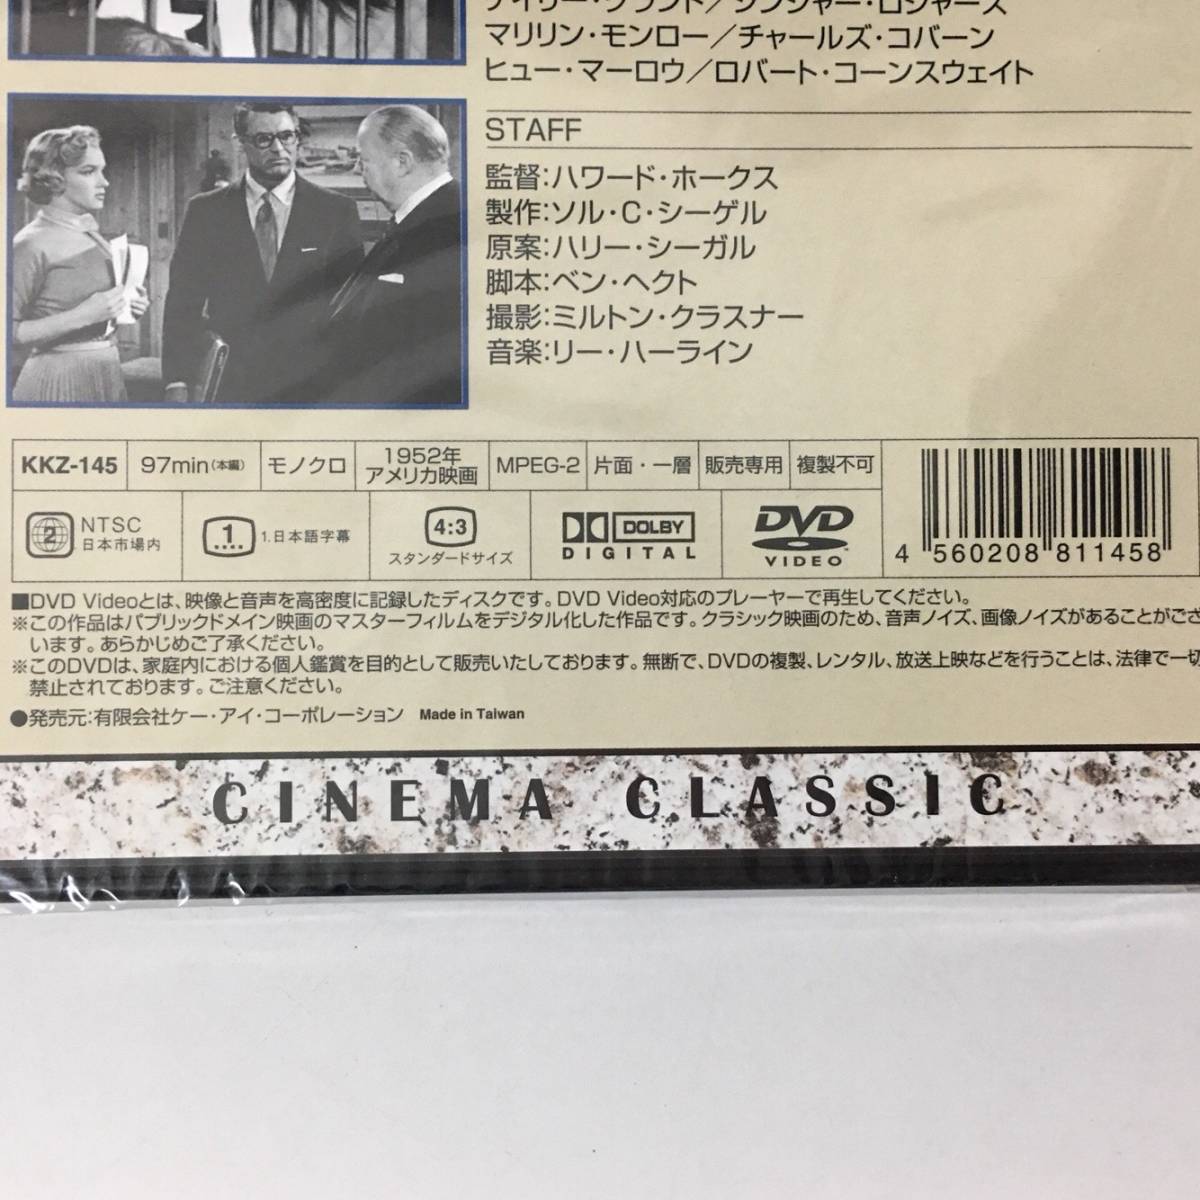 ケイリー・グラント／ジンジャー・ロジャース
マリリン・モンロー／チャールズ・コバーン
ヒュー・マーロウ／ロバート・コーンスウェイト
STAFF
監督:ハワード・ホークス
製作:ソル・C・シーゲル
原案:ハリー・シーガル
脚本:ベン・ヘクト
撮影:ミルトン・クラスナー
音楽:リー・ハーライン
KKZ-145
97min(本編)
モノクロ
1952年
アメリカ映画
MPEG-2
片面・一層
販売専用
複製不可
2
NTSC
日本市場内
1
1.日本語字幕
4:3
スタンダードサイズ
DOLBY
DIGITAL
DVD
VIDEO
4 560208 811458
■DVD Videoとは、映像と音声を高密度に記録したディスクです。DVD Video対応のプレーヤーで再生してください。
※この作品はパブリックドメイン映画のマスターフィルムをデジタル化した作品です。クラシック映画のため、音声ノイズ、画像ノイズがあることがござ
います。あらかじめご了承ください。
※このDVDは、家庭内における個人鑑賞を目的として販売いたしております。無断で、DVDの複製、レンタル、放送上映などを行うことは、法律で一切
禁止されております。ご注意ください。
●発売元:有限会社ケー・アイ・コーポレーション Made in Taiwan
CINEMA CLASSIC